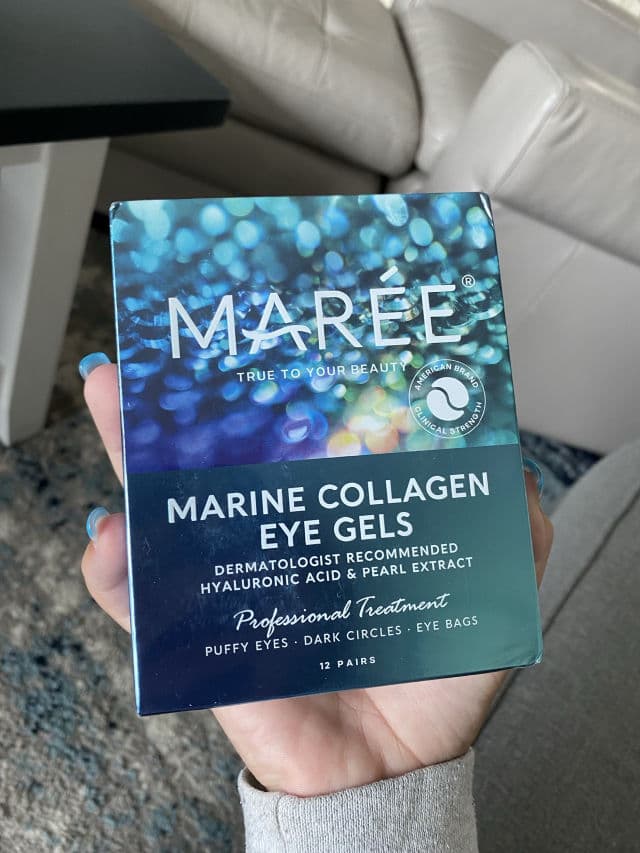 MARÉE®
TRUE TO YOUR BEAUTY
AMERICAN BRAND
CLINICAL STRENGTH
MARINE COLLAGEN
EYE GELS
DERMATOLOGIST RECOMMENDED
HYALURONIC ACID & PEARL EXTRACT
Professional Treatment
PUFFY EYES · DARK CIRCLES · EYE BAGS
12 PAIRS